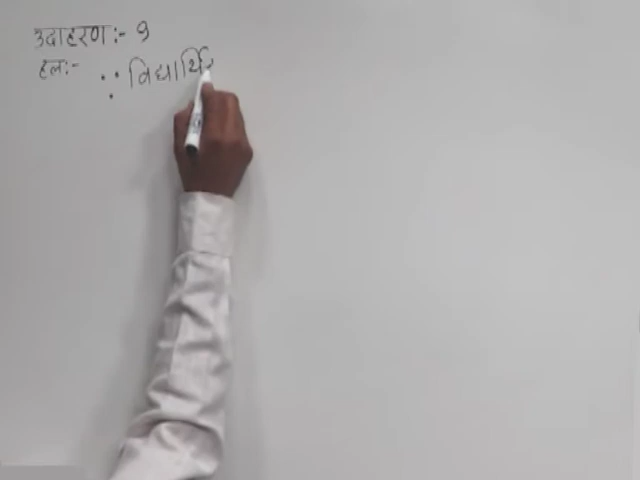 उदाहरण :- 9
हल:-
∵ विद्यार्थि